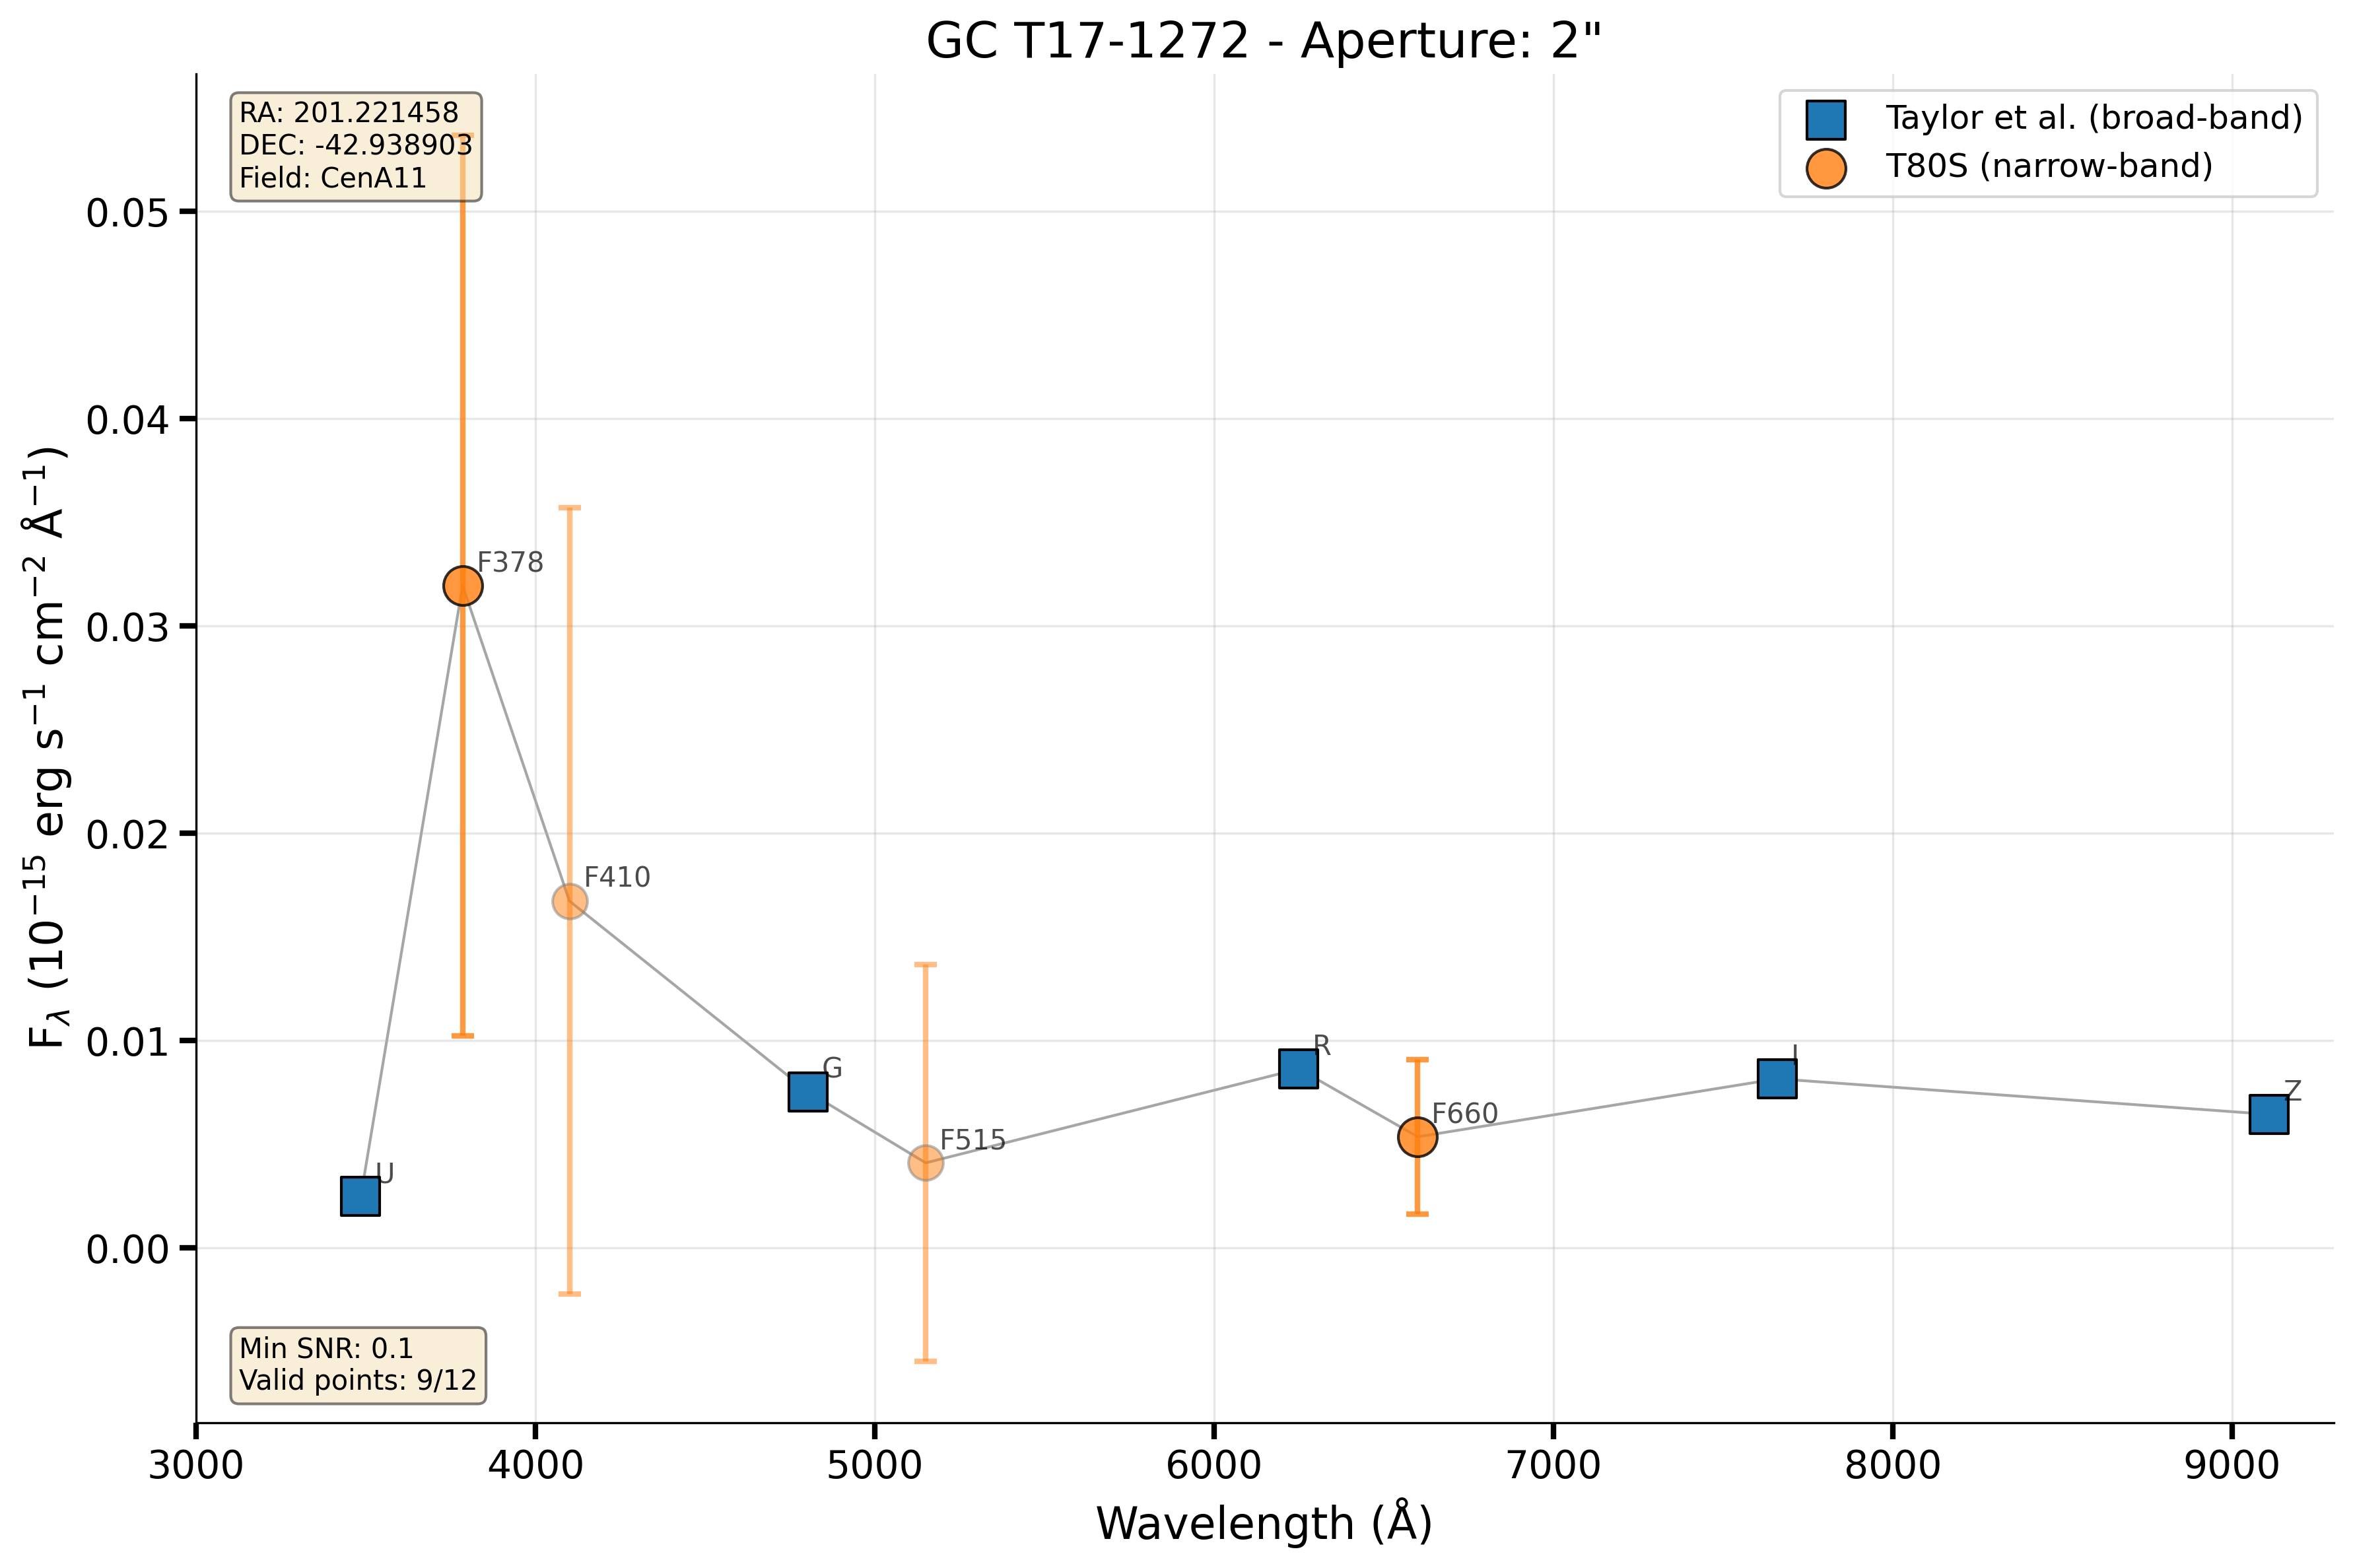 GC T17-1272 - Aperture: 2"
RA: 201.221458
DEC: -42.938903
Field: CenA11
Taylor et al. (broad-band)
T80S (narrow-band)
0.05
0.04
0.03
0.02
0.01
0.00
F_λ (10⁻¹⁵ erg s⁻¹ cm⁻² Å⁻¹)
F378
F410
G
R
I
Z
F660
F515
U
Min SNR: 0.1
Valid points: 9/12
3000 4000 5000 6000 7000 8000 9000
Wavelength (Å)